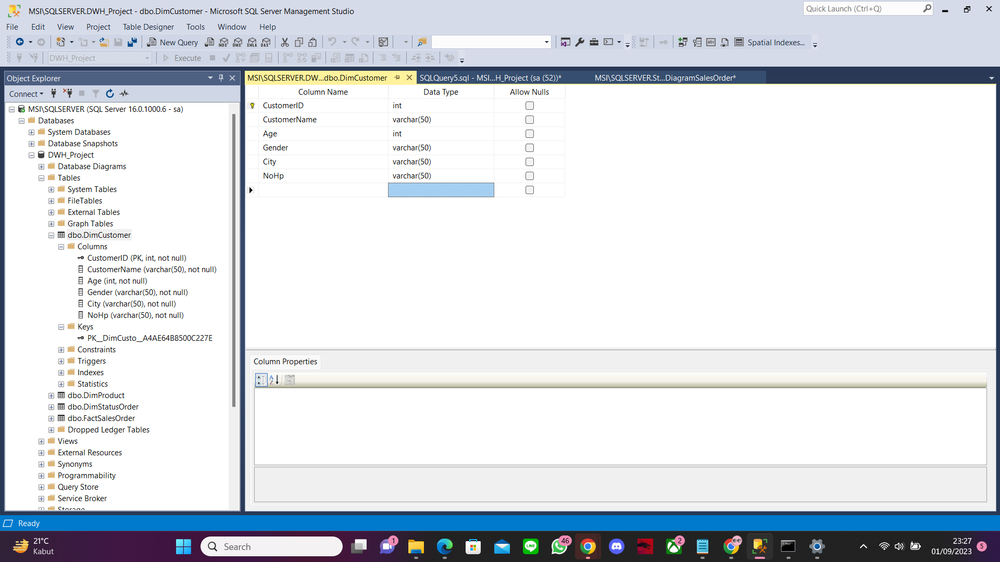 MSI\SQLSERVER.DWH_Project - dbo.DimCustomer - Microsoft SQL Server Management Studio
Quick Launch (Ctrl+Q)
File Edit View Project Table Designer Tools Window Help
New Query MDX DMX XMLA DAX abc Spatial Indexes...
DWH_Project Execute
Object Explorer
Connect
MSI\SQLSERVER (SQL Server 16.0.1000.6 - sa)
Databases
System Databases
Database Snapshots
DWH_Project
Database Diagrams
Tables
System Tables
FileTables
External Tables
Graph Tables
dbo.DimCustomer
Columns
CustomerID (PK, int, not null)
CustomerName (varchar(50), not null)
Age (int, not null)
Gender (varchar(50), not null)
City (varchar(50), not null)
NoHp (varchar(50), not null)
Keys
PK__DimCusto__A4AE64B8500C227E
Constraints
Triggers
Indexes
Statistics
dbo.DimProduct
dbo.DimStatusOrder
dbo.FactSalesOrder
Dropped Ledger Tables
Views
External Resources
Synonyms
Programmability
Query Store
Service Broker
Storage
MSI\SQLSERVER.DW...dbo.DimCustomer
SQLQuery5.sql - MSI...H_Project (sa (52))*
MSI\SQLSERVER.St...DiagramSalesOrder*
Column Name Data Type Allow Nulls
CustomerID int
CustomerName varchar(50)
Age int
Gender varchar(50)
City varchar(50)
NoHp varchar(50)
Column Properties
Ready
21°C
Kabut
Search
1
LINE
46
2
23:27
01/09/2023
5